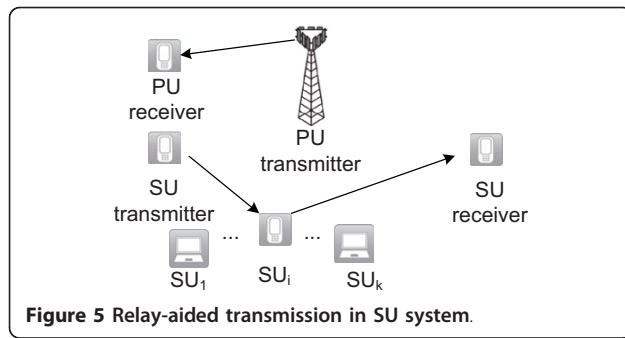 PU
receiver
PU
transmitter
SU
transmitter
SU
receiver
... ...
SU₁
SUᵢ
SUₖ
Figure 5 Relay-aided transmission in SU system.